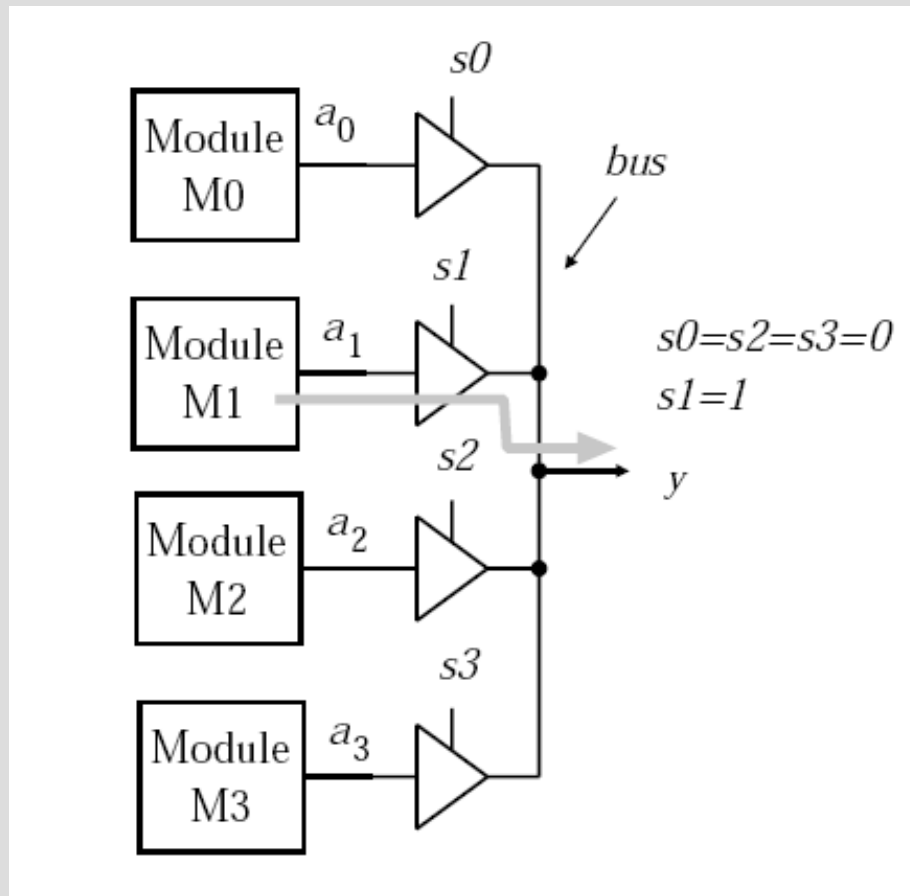 s0
Module
M0
a0
bus
s1
Module
M1
a1
s0=s2=s3=0
s1=1
s2
y
Module
M2
a2
s3
Module
M3
a3